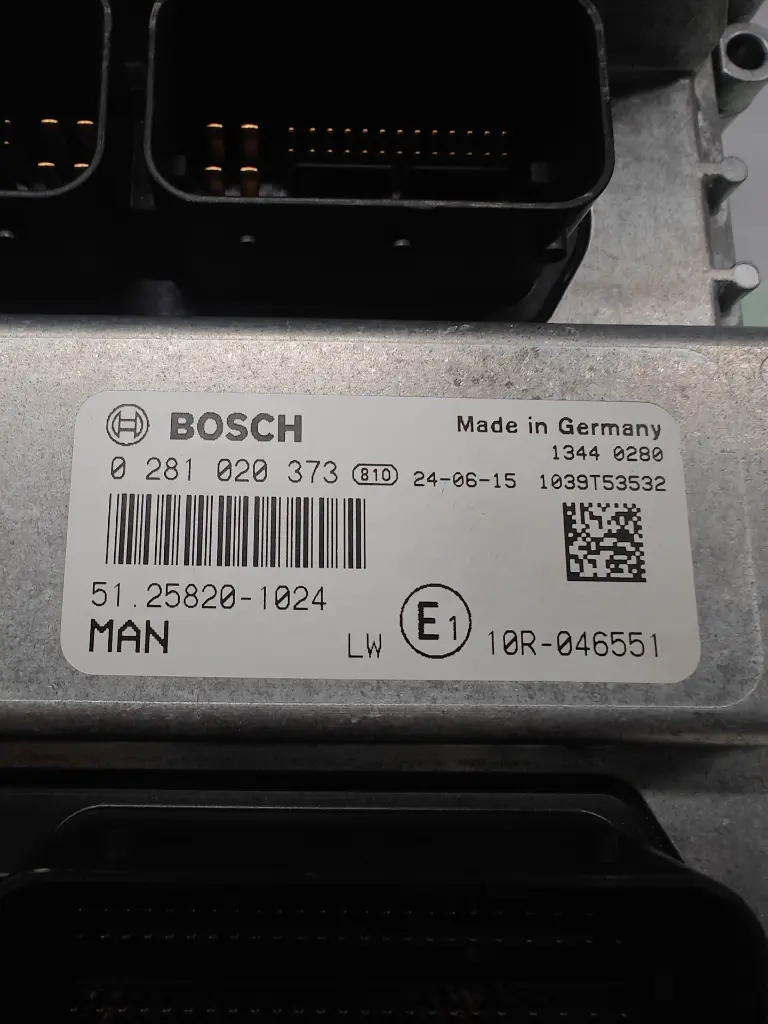 BOSCH
Made in Germany
1344 0280
0 281 020 373 810 24-06-15 1039T53532
51.25820-1024
MAN
LW E1 10R-046551